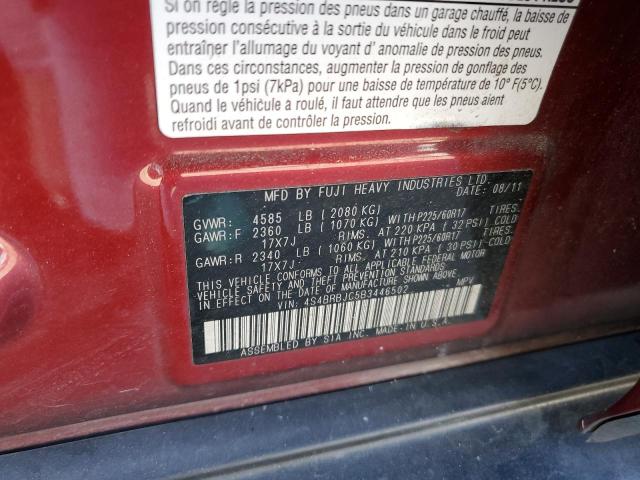 Si on règle la pression des pneus dans un garage chauffé, la baisse de
pression consécutive à la sortie du véhicule dans le froid peut
entraîner l'allumage du voyant d' anomalie de pression des pneus.
Dans ces circonstances, augmenter la pression de gonflage des
pneus de 1psi (7kPa) pour une baisse de température de 10° F(5°C).
Quand le véhicule a roulé, il faut attendre que les pneus aient
refroidi avant de contrôler la pression.
MFD BY FUJI HEAVY INDUSTRIES LTD.
DATE: 08/11
GVWR: 4585 LB ( 2080 KG)
GAWR:F 2360 LB ( 1070 KG) WITH P225/60R17 TIRES.
17X7J RIMS. AT 220 KPA ( 32 PSI) COLD
GAWR:R 2340 LB ( 1060 KG) WITH P225/60R17 TIRES.
17X7J RIMS. AT 210 KPA ( 30 PSI) COLD
THIS VEHICLE CONFORMS TO ALL APPLICABLE FEDERAL MOTOR
VEHICLE SAFETY AND THEFT PREVENTION STANDARDS
IN EFFECT ON THE DATE OF MANUFACTURE SHOWN ABOVE.
VIN: 4S4BRBJC5B3446502 MPV
ASSEMBLED BY SIA INC. MADE IN U.S.A.